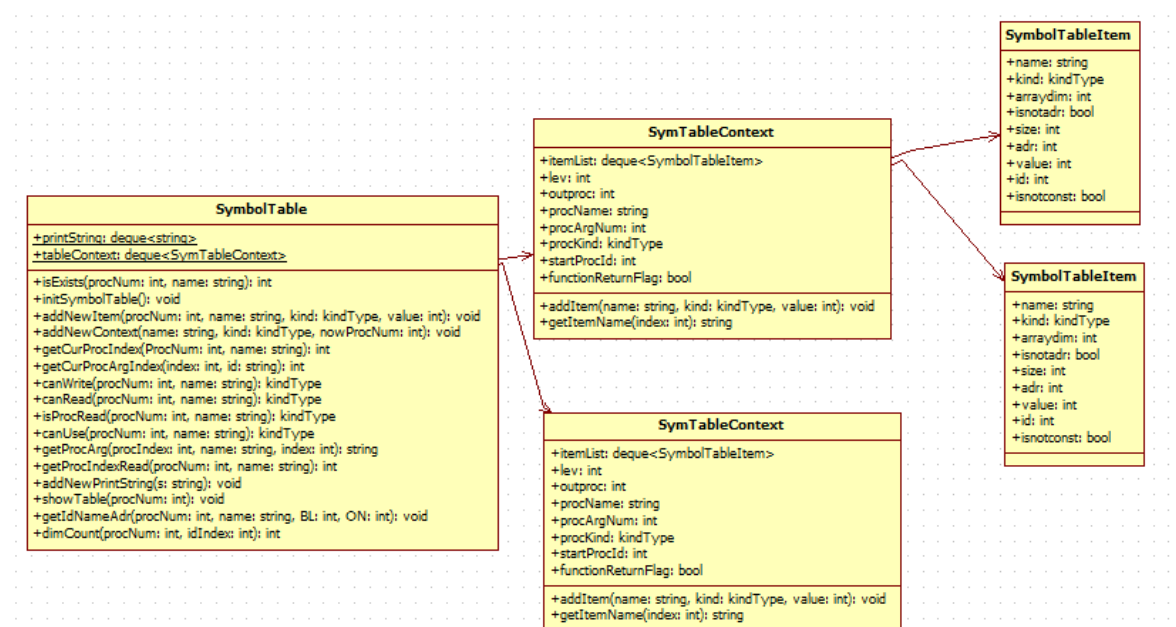 SymbolTable
+printString: deque<string>
+tableContext: deque<SymTableContext>
+isExists(procNum: int, name: string): int
+initSymbolTable(): void
+addNewItem(procNum: int, name: string, kind: kindType, value: int): void
+addNewContext(name: string, kind: kindType, nowProcNum: int): void
+getCurProcIndex(ProcNum: int, name: string): int
+getCurProcArgIndex(index: int, id: string): int
+canWrite(procNum: int, name: string): kindType
+canRead(procNum: int, name: string): kindType
+isProcRead(procNum: int, name: string): kindType
+canUse(procNum: int, name: string): kindType
+getProcArg(procIndex: int, name: string, index: int): string
+getProcIndexRead(procNum: int, name: string): int
+addNewPrintString(s: string): void
+showTable(procNum: int): void
+getIdNameAdr(procNum: int, name: string, BL: int, ON: int): void
+dimCount(procNum: int, idIndex: int): int
SymTableContext
+itemList: deque<SymbolTableItem>
+lev: int
+outproc: int
+procName: string
+procArgNum: int
+procKind: kindType
+startProcId: int
+functionReturnFlag: bool
+addItem(name: string, kind: kindType, value: int): void
+getItemName(index: int): string
SymTableContext
+itemList: deque<SymbolTableItem>
+lev: int
+outproc: int
+procName: string
+procArgNum: int
+procKind: kindType
+startProcId: int
+functionReturnFlag: bool
+addItem(name: string, kind: kindType, value: int): void
+getItemName(index: int): string
SymbolTableItem
+name: string
+kind: kindType
+arraydim: int
+isnotadr: bool
+size: int
+adr: int
+value: int
+id: int
+isnotconst: bool
SymbolTableItem
+name: string
+kind: kindType
+arraydim: int
+isnotadr: bool
+size: int
+adr: int
+value: int
+id: int
+isnotconst: bool